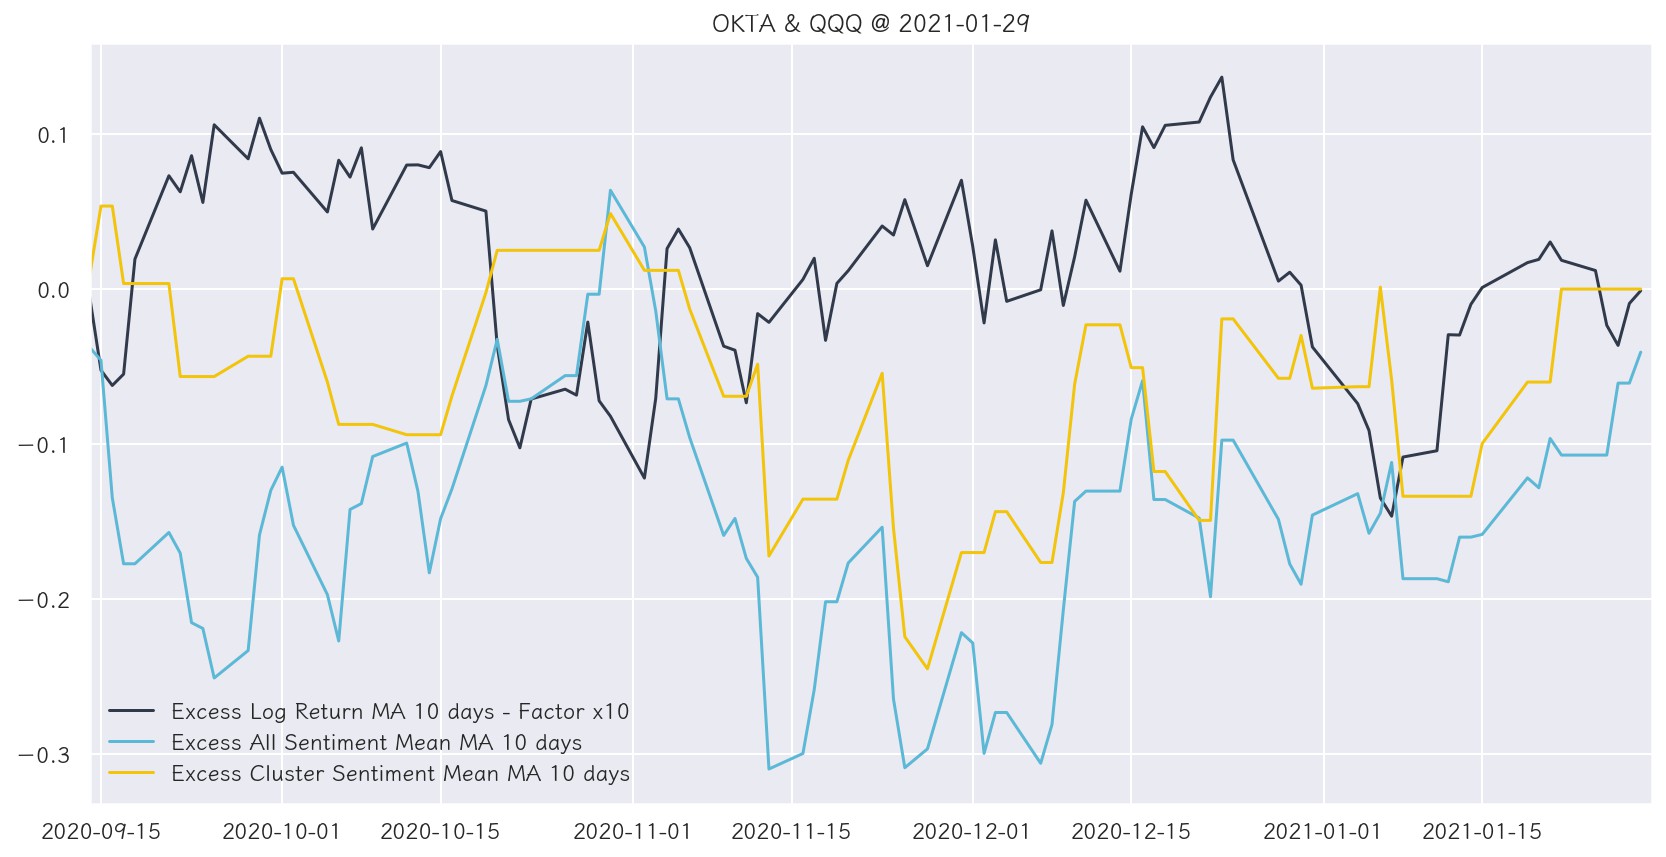 OKTA & QQQ @ 2021-01-29
0.1
0.0
−0.1
−0.2
−0.3
Excess Log Return MA 10 days - Factor x10
Excess All Sentiment Mean MA 10 days
Excess Cluster Sentiment Mean MA 10 days
2020-09-15 2020-10-01 2020-10-15 2020-11-01 2020-11-15 2020-12-01 2020-12-15 2021-01-01 2021-01-15